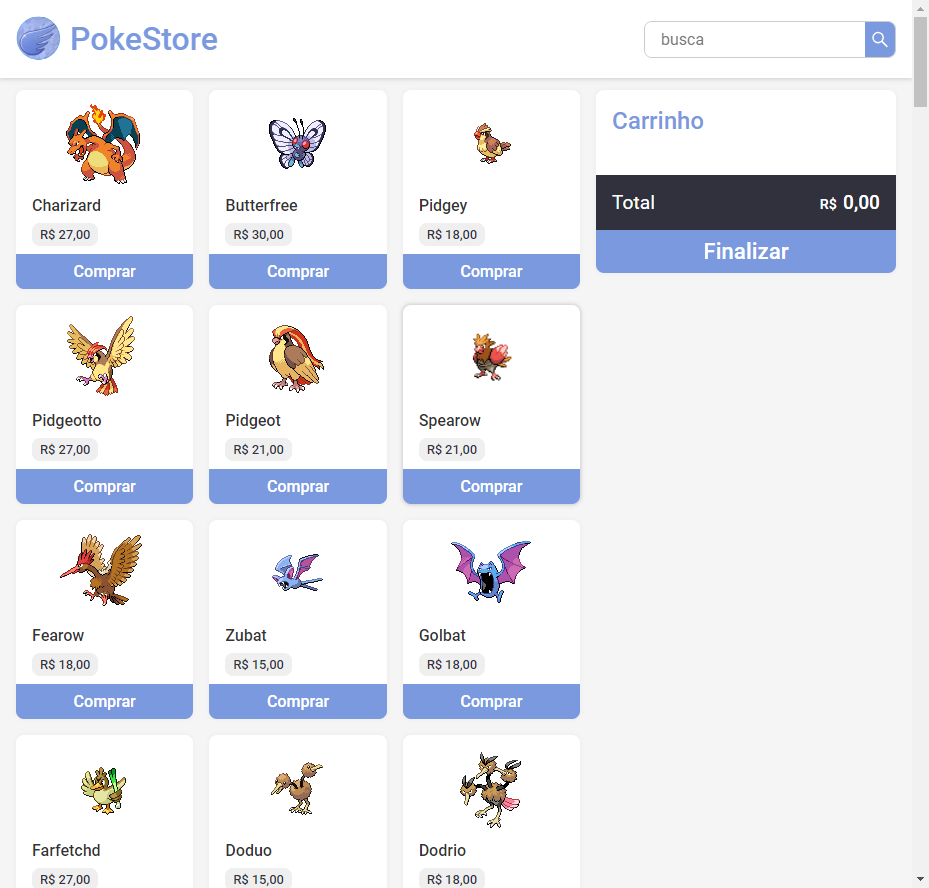 PokeStore
busca
Charizard
R$ 27,00
Comprar
Butterfree
R$ 30,00
Comprar
Pidgey
R$ 18,00
Comprar
Carrinho
Total R$ 0,00
Finalizar
Pidgeotto
R$ 27,00
Comprar
Pidgeot
R$ 21,00
Comprar
Spearow
R$ 21,00
Comprar
Fearow
R$ 18,00
Comprar
Zubat
R$ 15,00
Comprar
Golbat
R$ 18,00
Comprar
Farfetchd
R$ 27,00
Doduo
R$ 15,00
Dodrio
R$ 18,00